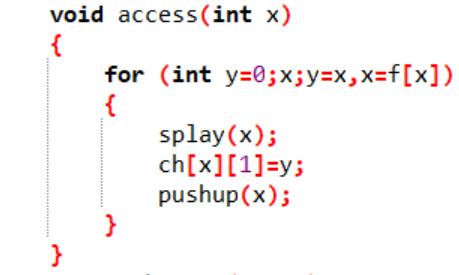 void access(int x)
{
for (int y=0;x;y=x,x=f[x])
{
splay(x);
ch[x][1]=y;
pushup(x);
}
}